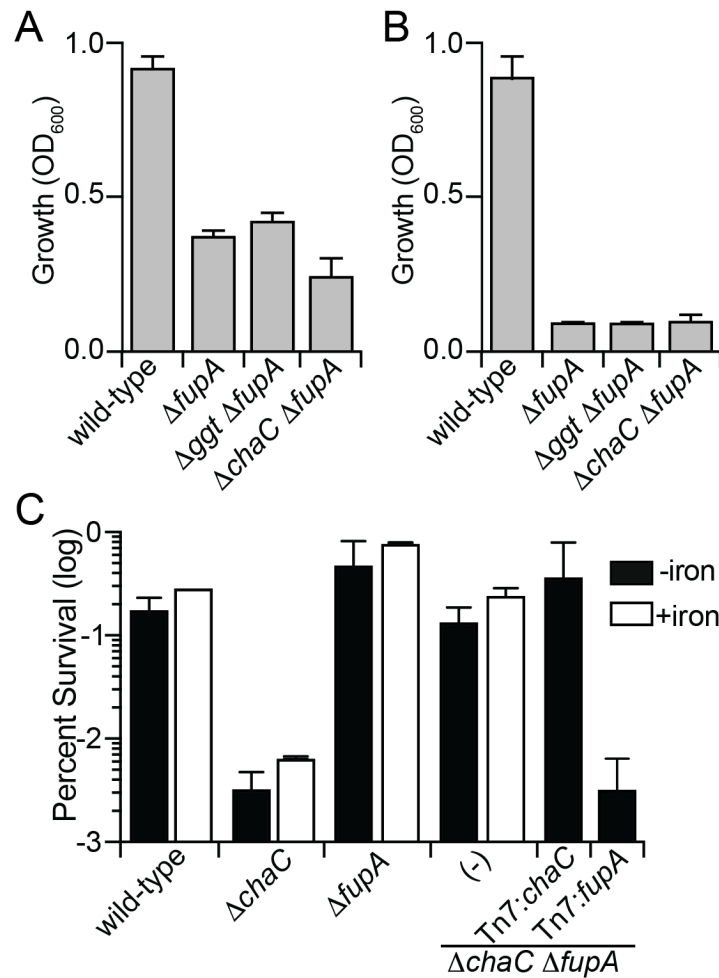 A
Growth (OD600)
1.0
0.5
0.0
wild-type
ΔfupA
Δggt ΔfupA
ΔchaC ΔfupA
B
Growth (OD600)
1.0
0.5
0.0
wild-type
ΔfupA
Δggt ΔfupA
ΔchaC ΔfupA
C
Percent Survival (log)
0
-1
-2
-3
-iron
+iron
wild-type
ΔchaC
ΔfupA
(-)
Tn7:chaC
Tn7:fupA
ΔchaC ΔfupA